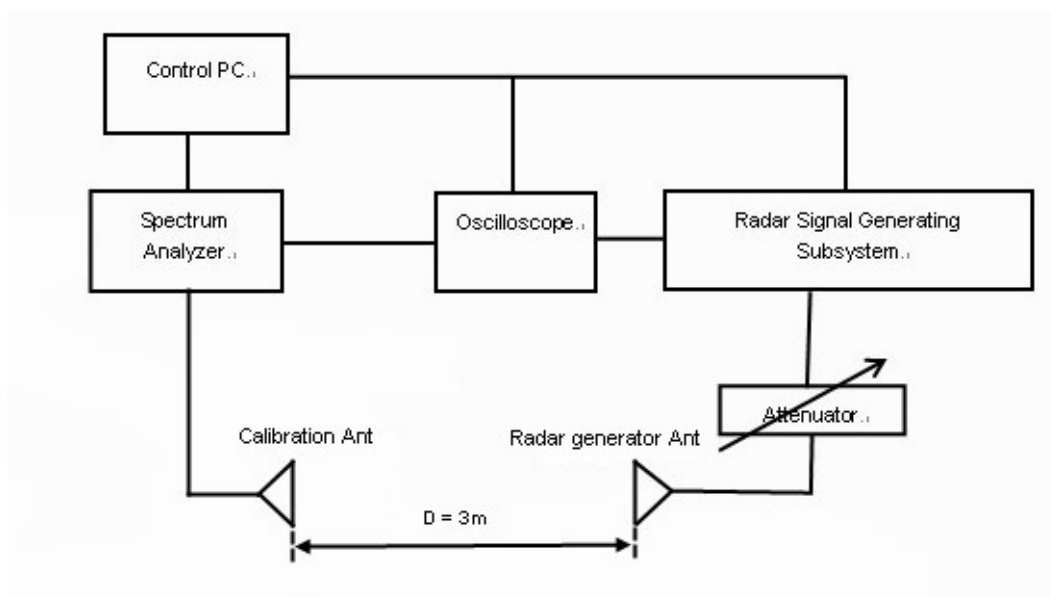 Control PC.
Spectrum
Analyzer.
Oscilloscope.
Radar Signal Generating
Subsystem.
Attenuator.
Calibration Ant
Radar generator Ant
D = 3m